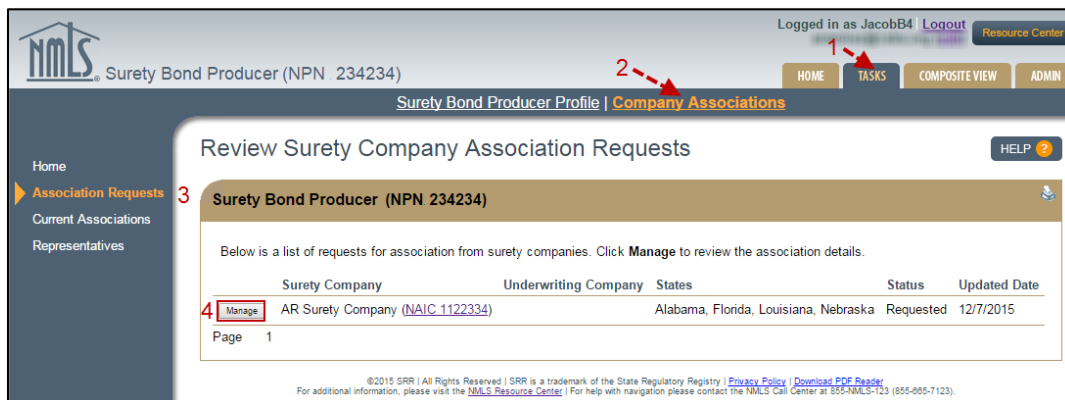 Logged in as JacobB4 Logout
Resource Center
NMLS® Surety Bond Producer (NPN 234234)
1
HOME TASKS COMPOSITE VIEW ADMIN
2
Surety Bond Producer Profile | Company Associations
Review Surety Company Association Requests
HELP ?
Home
Association Requests
Current Associations
Representatives
3
Surety Bond Producer (NPN 234234)
Below is a list of requests for association from surety companies. Click Manage to review the association details.
Surety Company Underwriting Company States Status Updated Date
4 Manage AR Surety Company (NAIC 1122334) Alabama, Florida, Louisiana, Nebraska Requested 12/7/2015
Page 1
©2015 SRR | All Rights Reserved | SRR is a trademark of the State Regulatory Registry | Privacy Policy | Download PDF Reader
For additional information, please visit the NMLS Resource Center | For help with navigation please contact the NMLS Call Center at 855-NMLS-123 (855-665-7123).